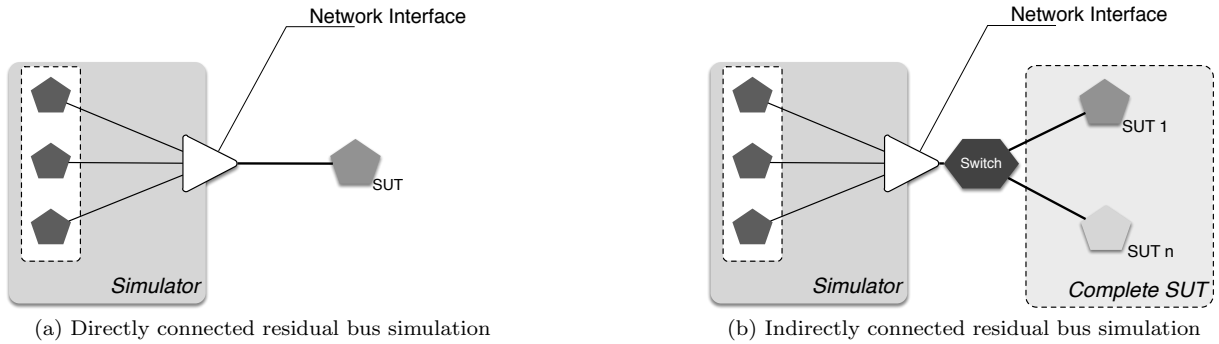 Network Interface
SUT
Simulator
(a) Directly connected residual bus simulation
Network Interface
Switch
SUT 1
SUT n
Simulator
Complete SUT
(b) Indirectly connected residual bus simulation